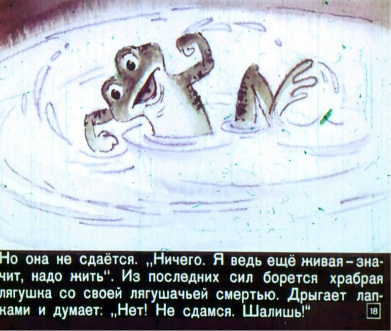 Но она не сдаётся. „Ничего. Я ведь ещё живая – зна-
чит, надо жить“. Из последних сил борется храбрая
лягушка со своей лягушачьей смертью. Дрыгает лап-
ками и думает: „Нет! Не сдамся. Шалишь!“
18